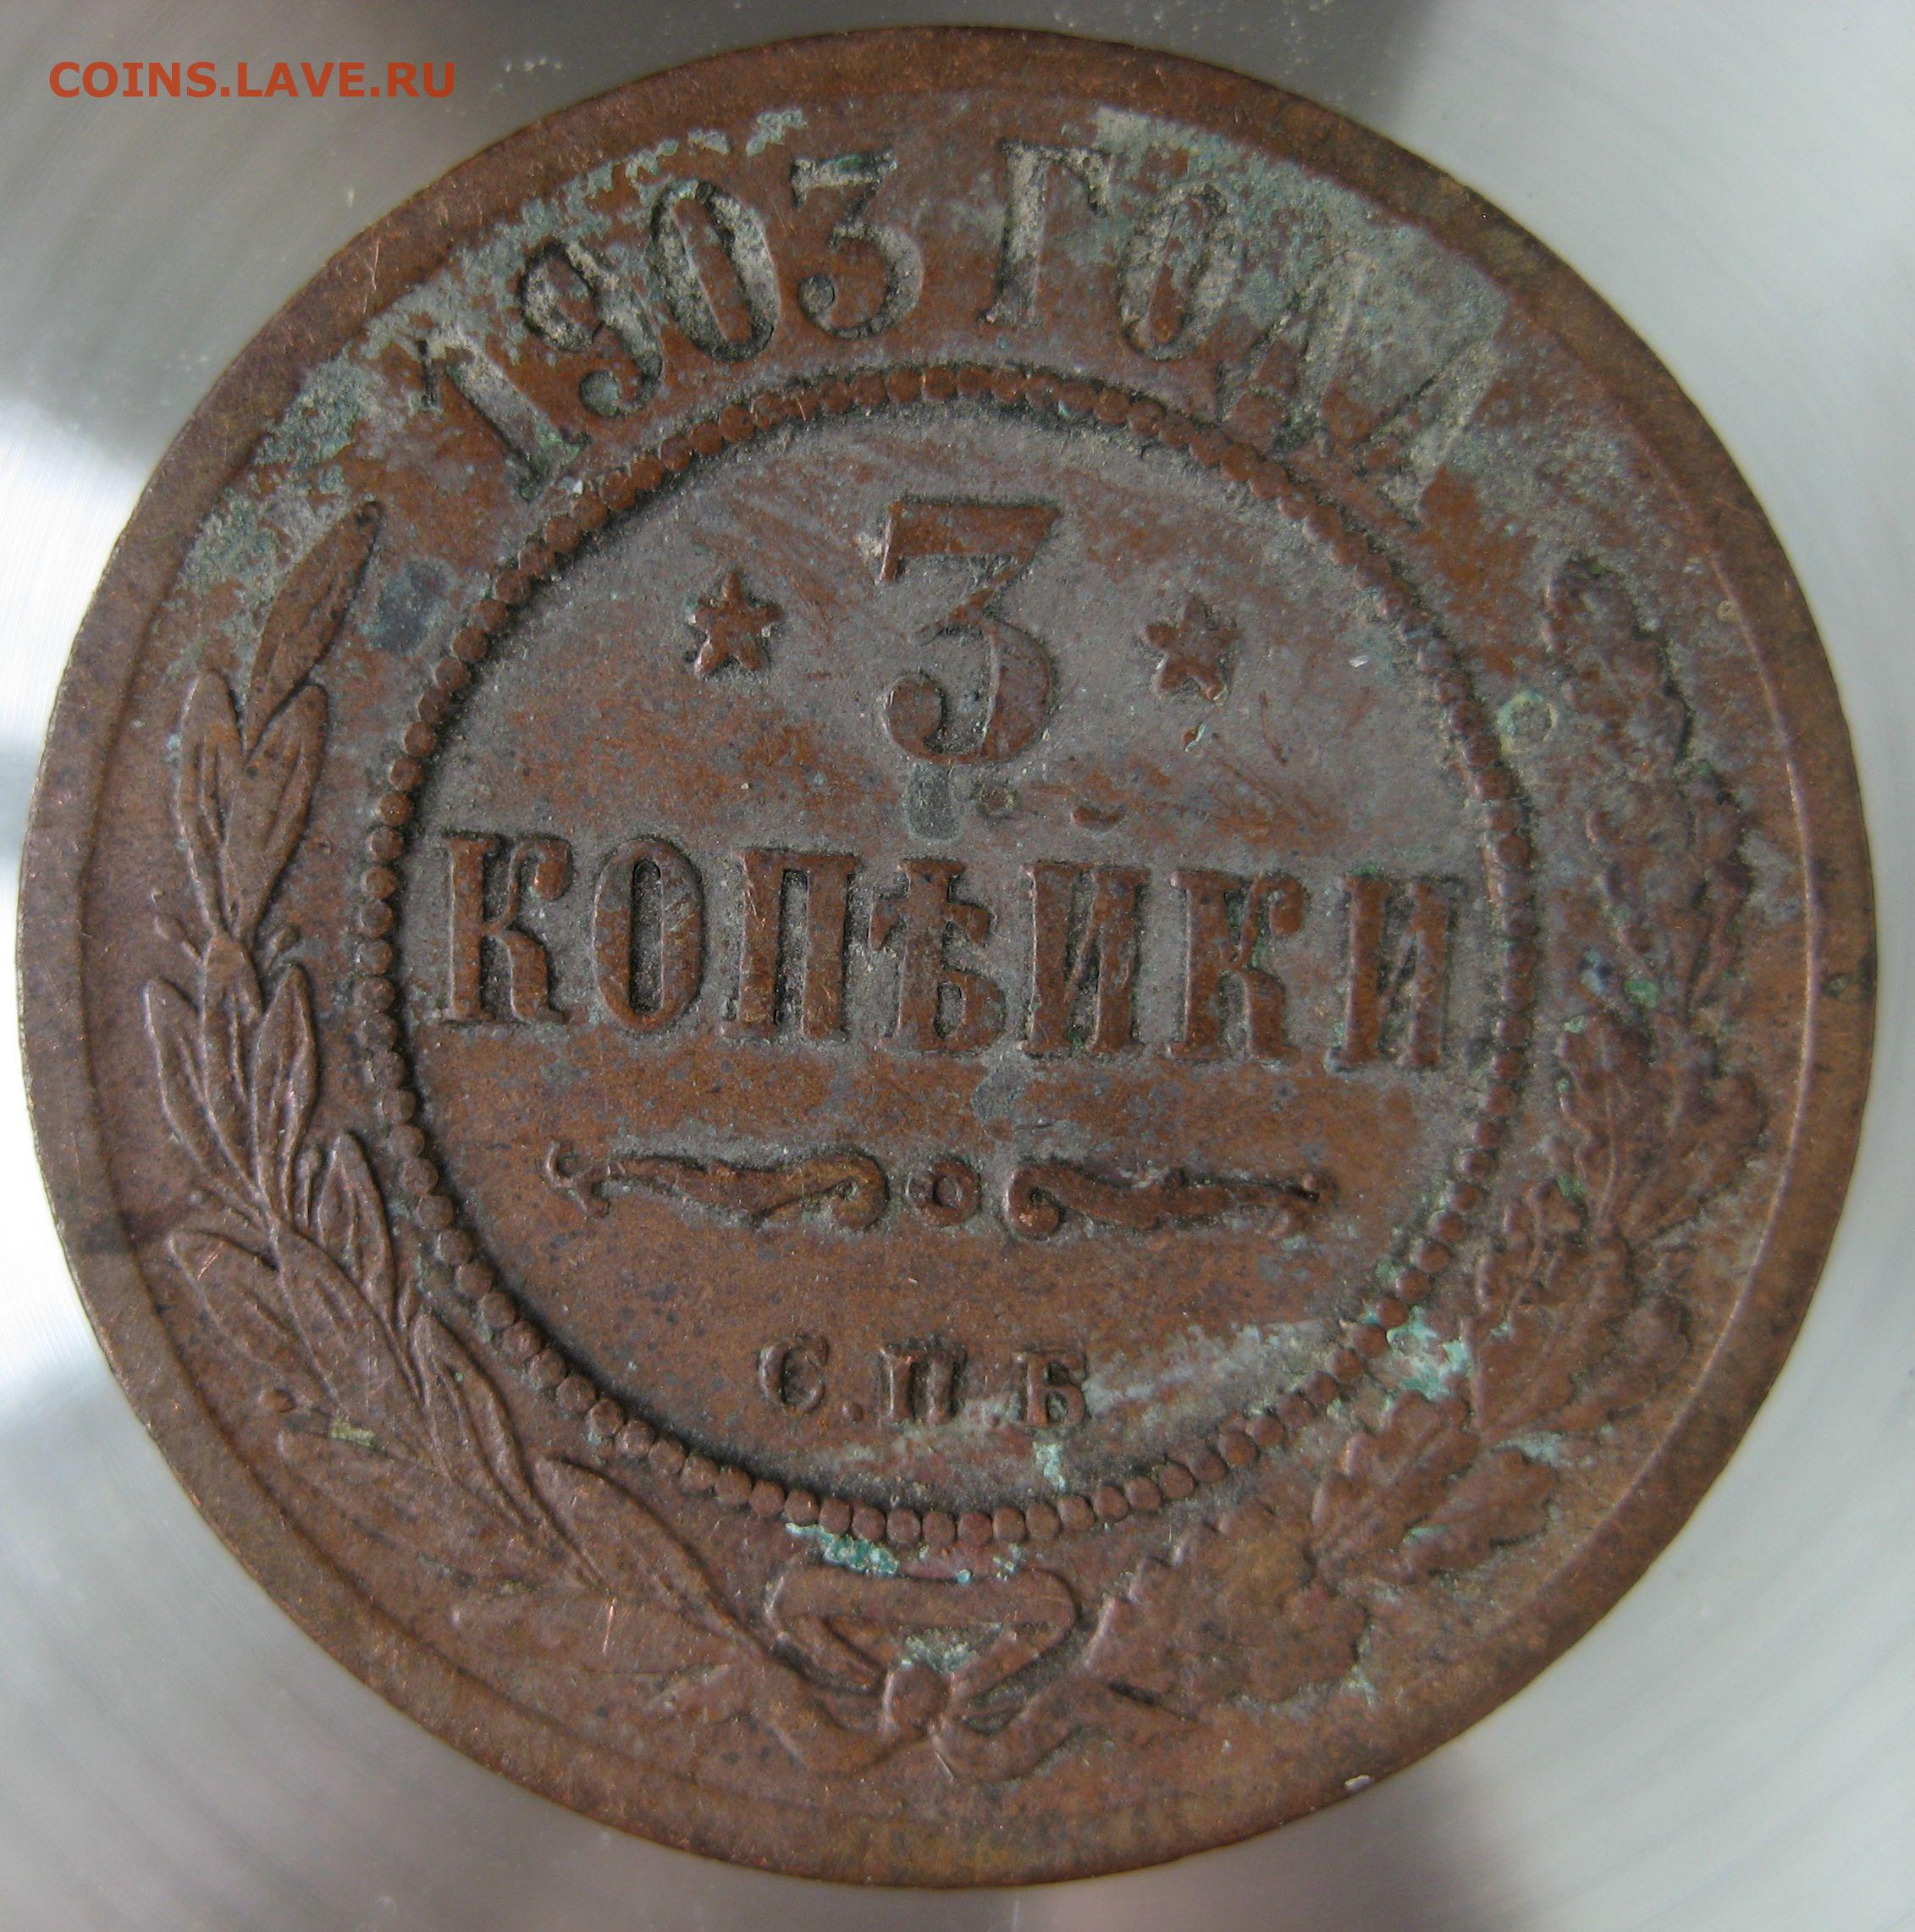 COINS.LAVE.RU
1903 ГОДА
3
КОПѢЙКИ
С.П.Б